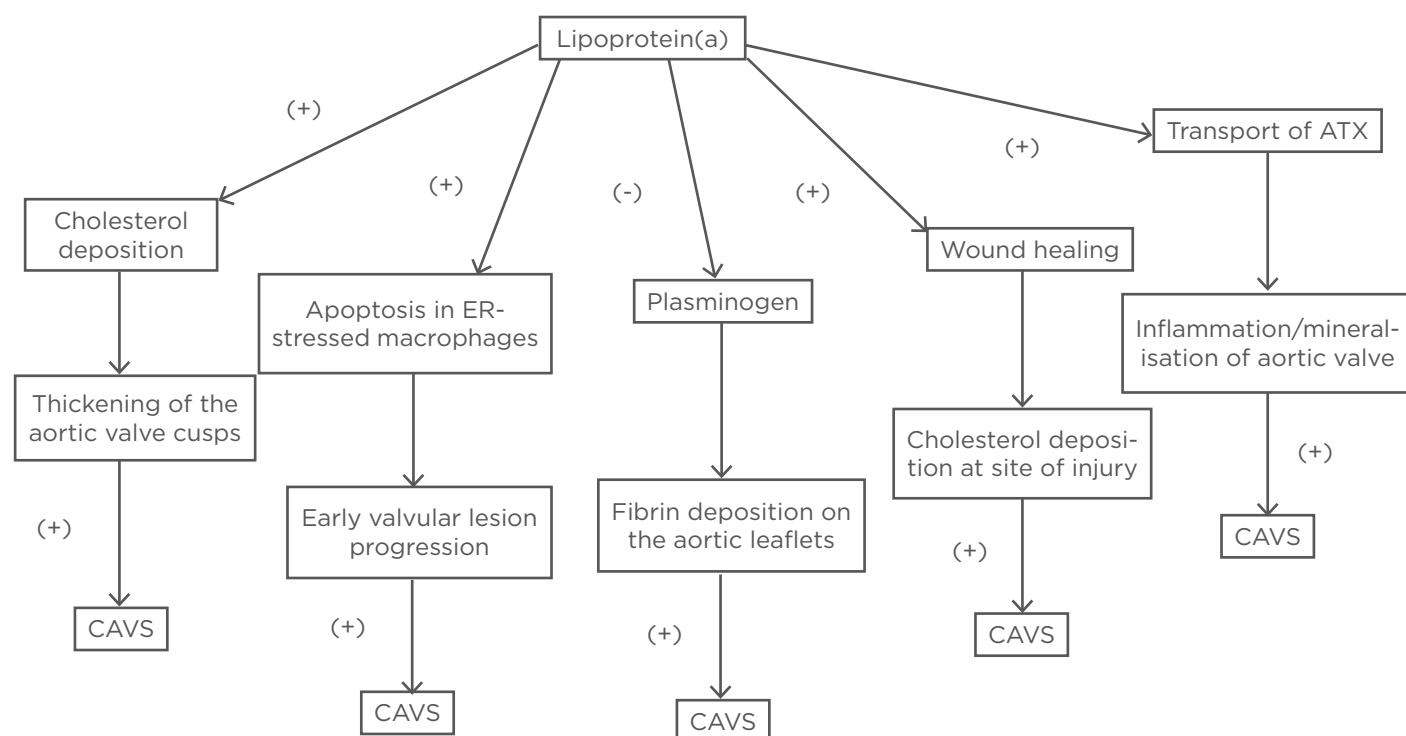 Lipoprotein(a)
(+)
(+)
(-)
(+)
(+)
Transport of ATX
Cholesterol
deposition
Wound healing
Apoptosis in ER-
stressed macrophages
Plasminogen
Inflammation/mineral-
isation of aortic valve
Thickening of the
aortic valve cusps
Cholesterol deposi-
tion at site of injury
(+)
Early valvular lesion
progression
Fibrin deposition on
the aortic leaflets
(+)
CAVS
(+)
CAVS
(+)
(+)
CAVS
CAVS
CAVS